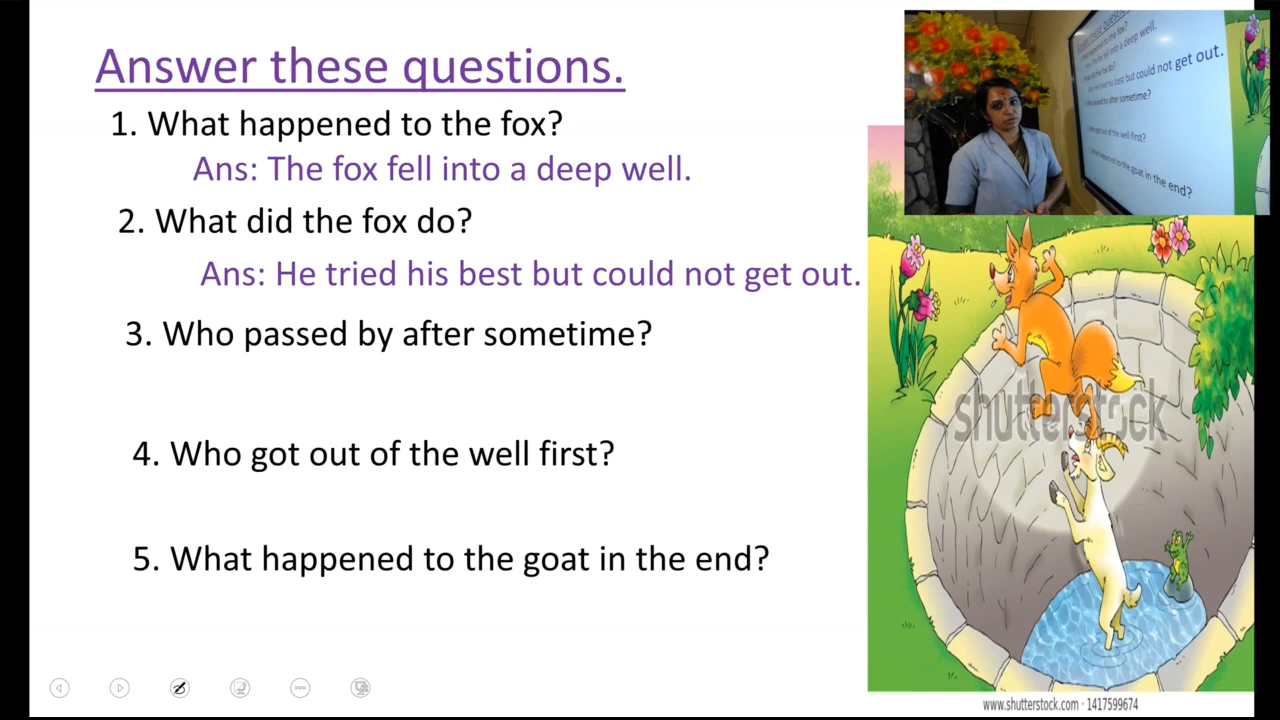 Answer these questions.
1. What happened to the fox?
Ans: The fox fell into a deep well.
2. What did the fox do?
Ans: He tried his best but could not get out.
3. Who passed by after sometime?
4. Who got out of the well first?
5. What happened to the goat in the end?
shutterstock
www.shutterstock.com · 1417599674